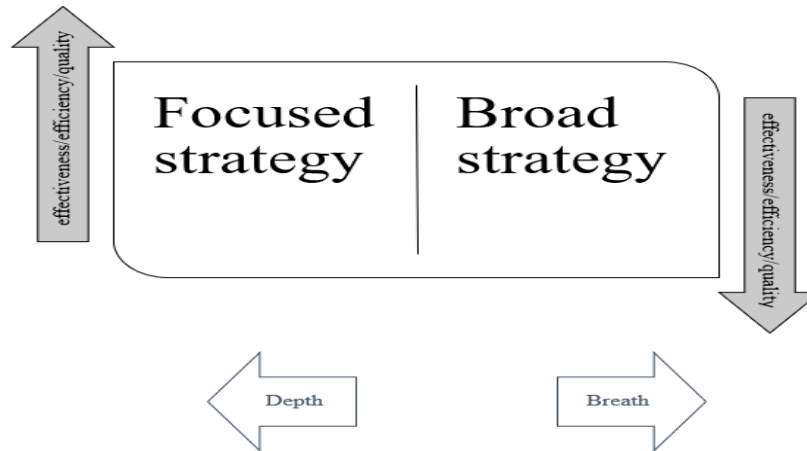 effectiveness/efficiency/quality
Focused
strategy
Broad
strategy
effectiveness/efficiency/quality
Depth
Breath